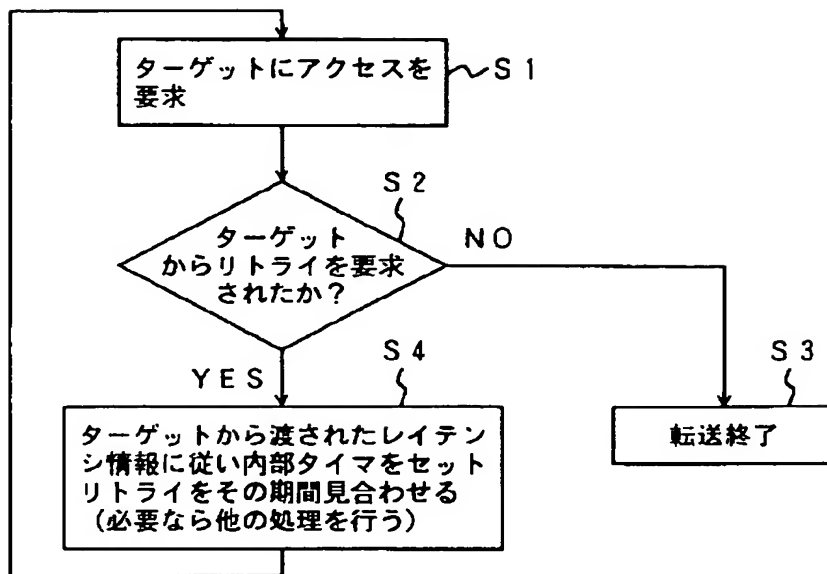 ターゲットにアクセスを
要求
S1
S2
ターゲット
からリトライを要求
されたか?
NO
YES
S4
S3
ターゲットから渡されたレイテン
シ情報に従い内部タイマをセット
リトライをその期間見合わせる
(必要なら他の処理を行う)
転送終了